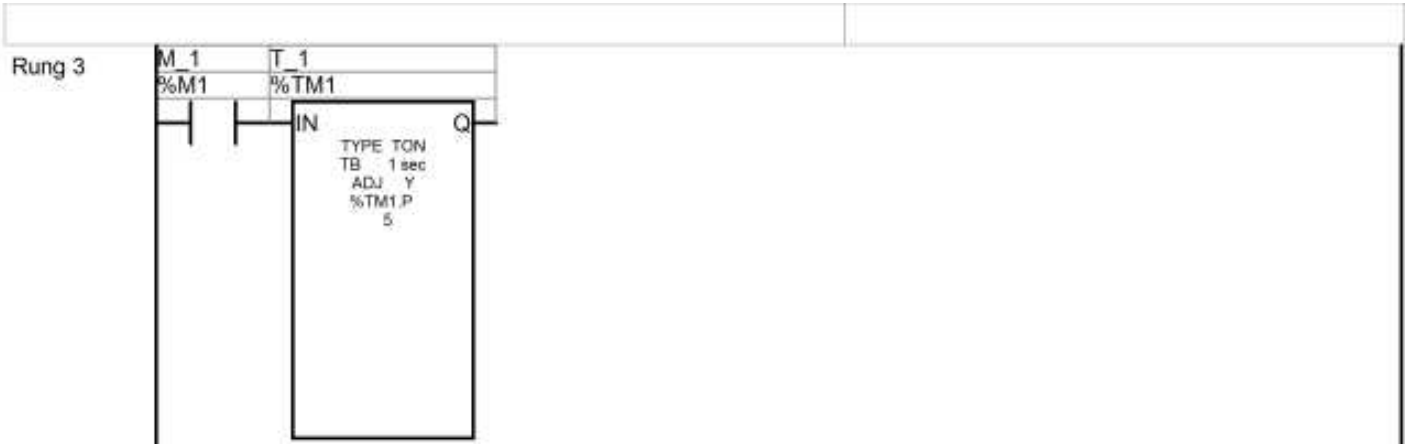 Rung 3
M_1 T_1
%M1 %TM1
IN Q
TYPE TON
TB 1 sec
ADJ Y
%TM1.P
5